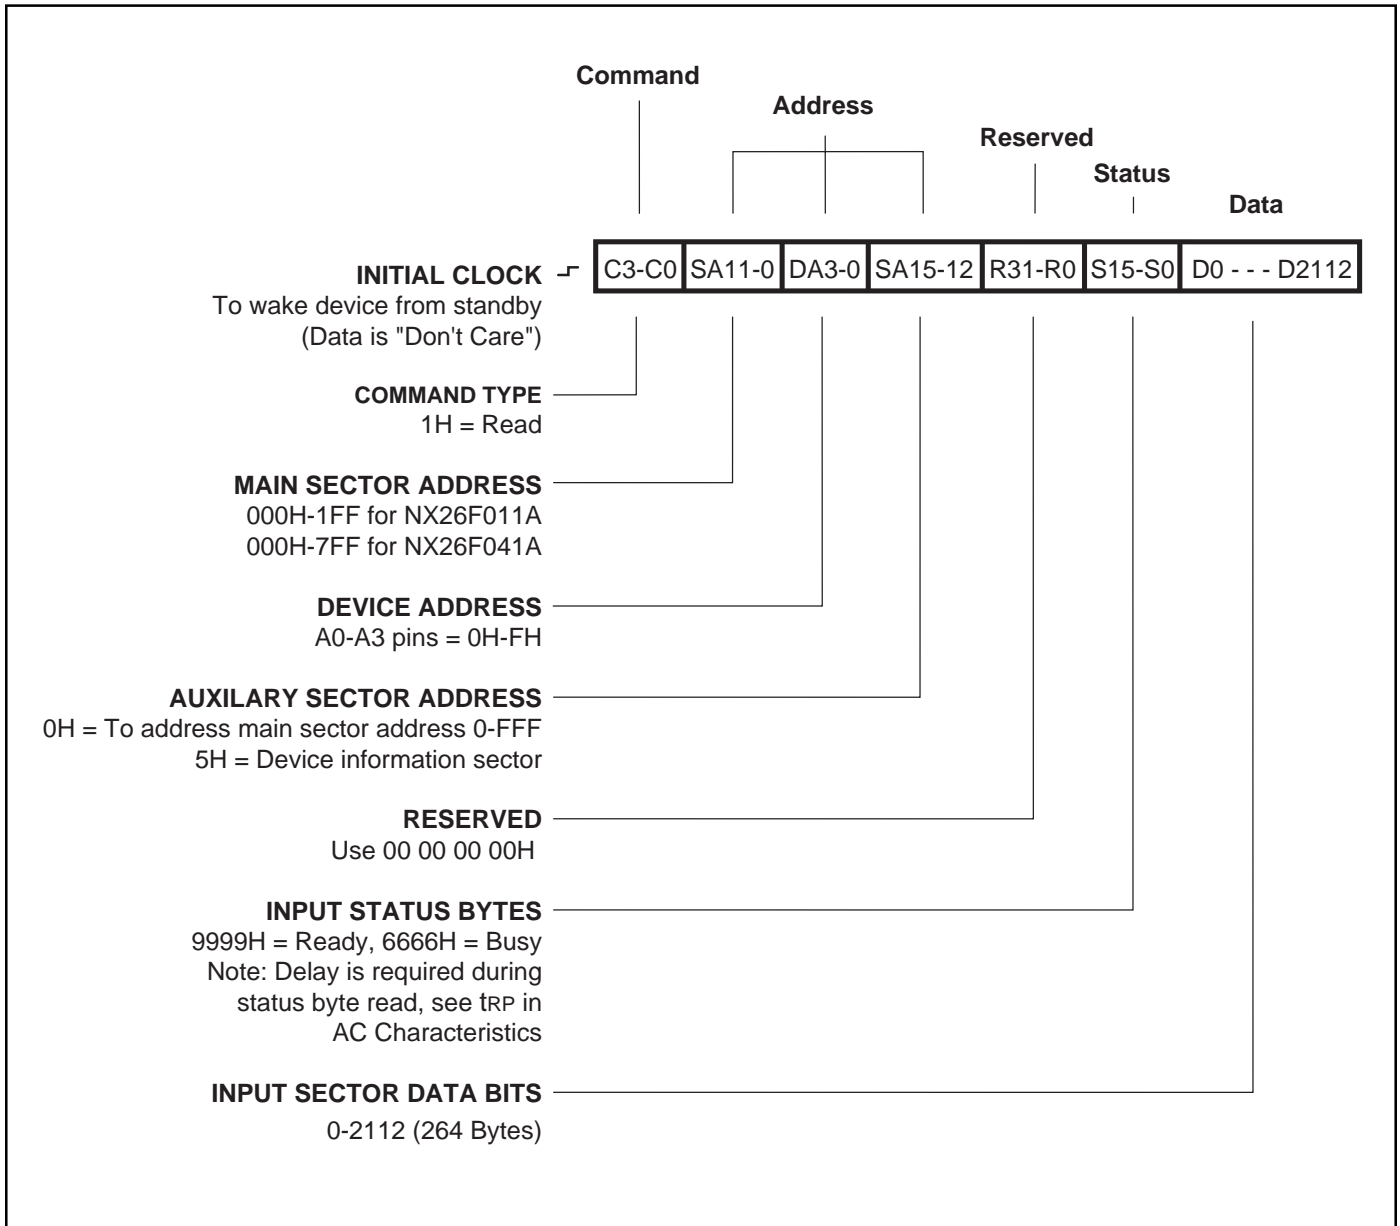 Command
Address
Reserved
Status
Data
INITIAL CLOCK
C3-C0 SA11-0 DA3-0 SA15-12 R31-R0 S15-S0 D0 - - - D2112
To wake device from standby
(Data is "Don't Care")
COMMAND TYPE
1H = Read
MAIN SECTOR ADDRESS
000H-1FF for NX26F011A
000H-7FF for NX26F041A
DEVICE ADDRESS
A0-A3 pins = 0H-FH
AUXILARY SECTOR ADDRESS
0H = To address main sector address 0-FFF
5H = Device information sector
RESERVED
Use 00 00 00 00H
INPUT STATUS BYTES
9999H = Ready, 6666H = Busy
Note: Delay is required during
status byte read, see tRP in
AC Characteristics
INPUT SECTOR DATA BITS
0-2112 (264 Bytes)